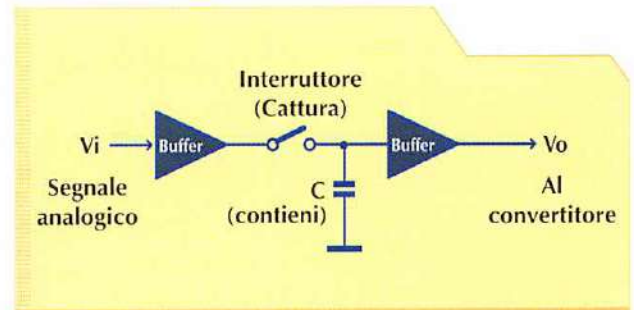 Interruttore
(Cattura)
Vi
Buffer
Buffer
Vo
Segnale
analogico
C
(contieni)
Al
convertitore